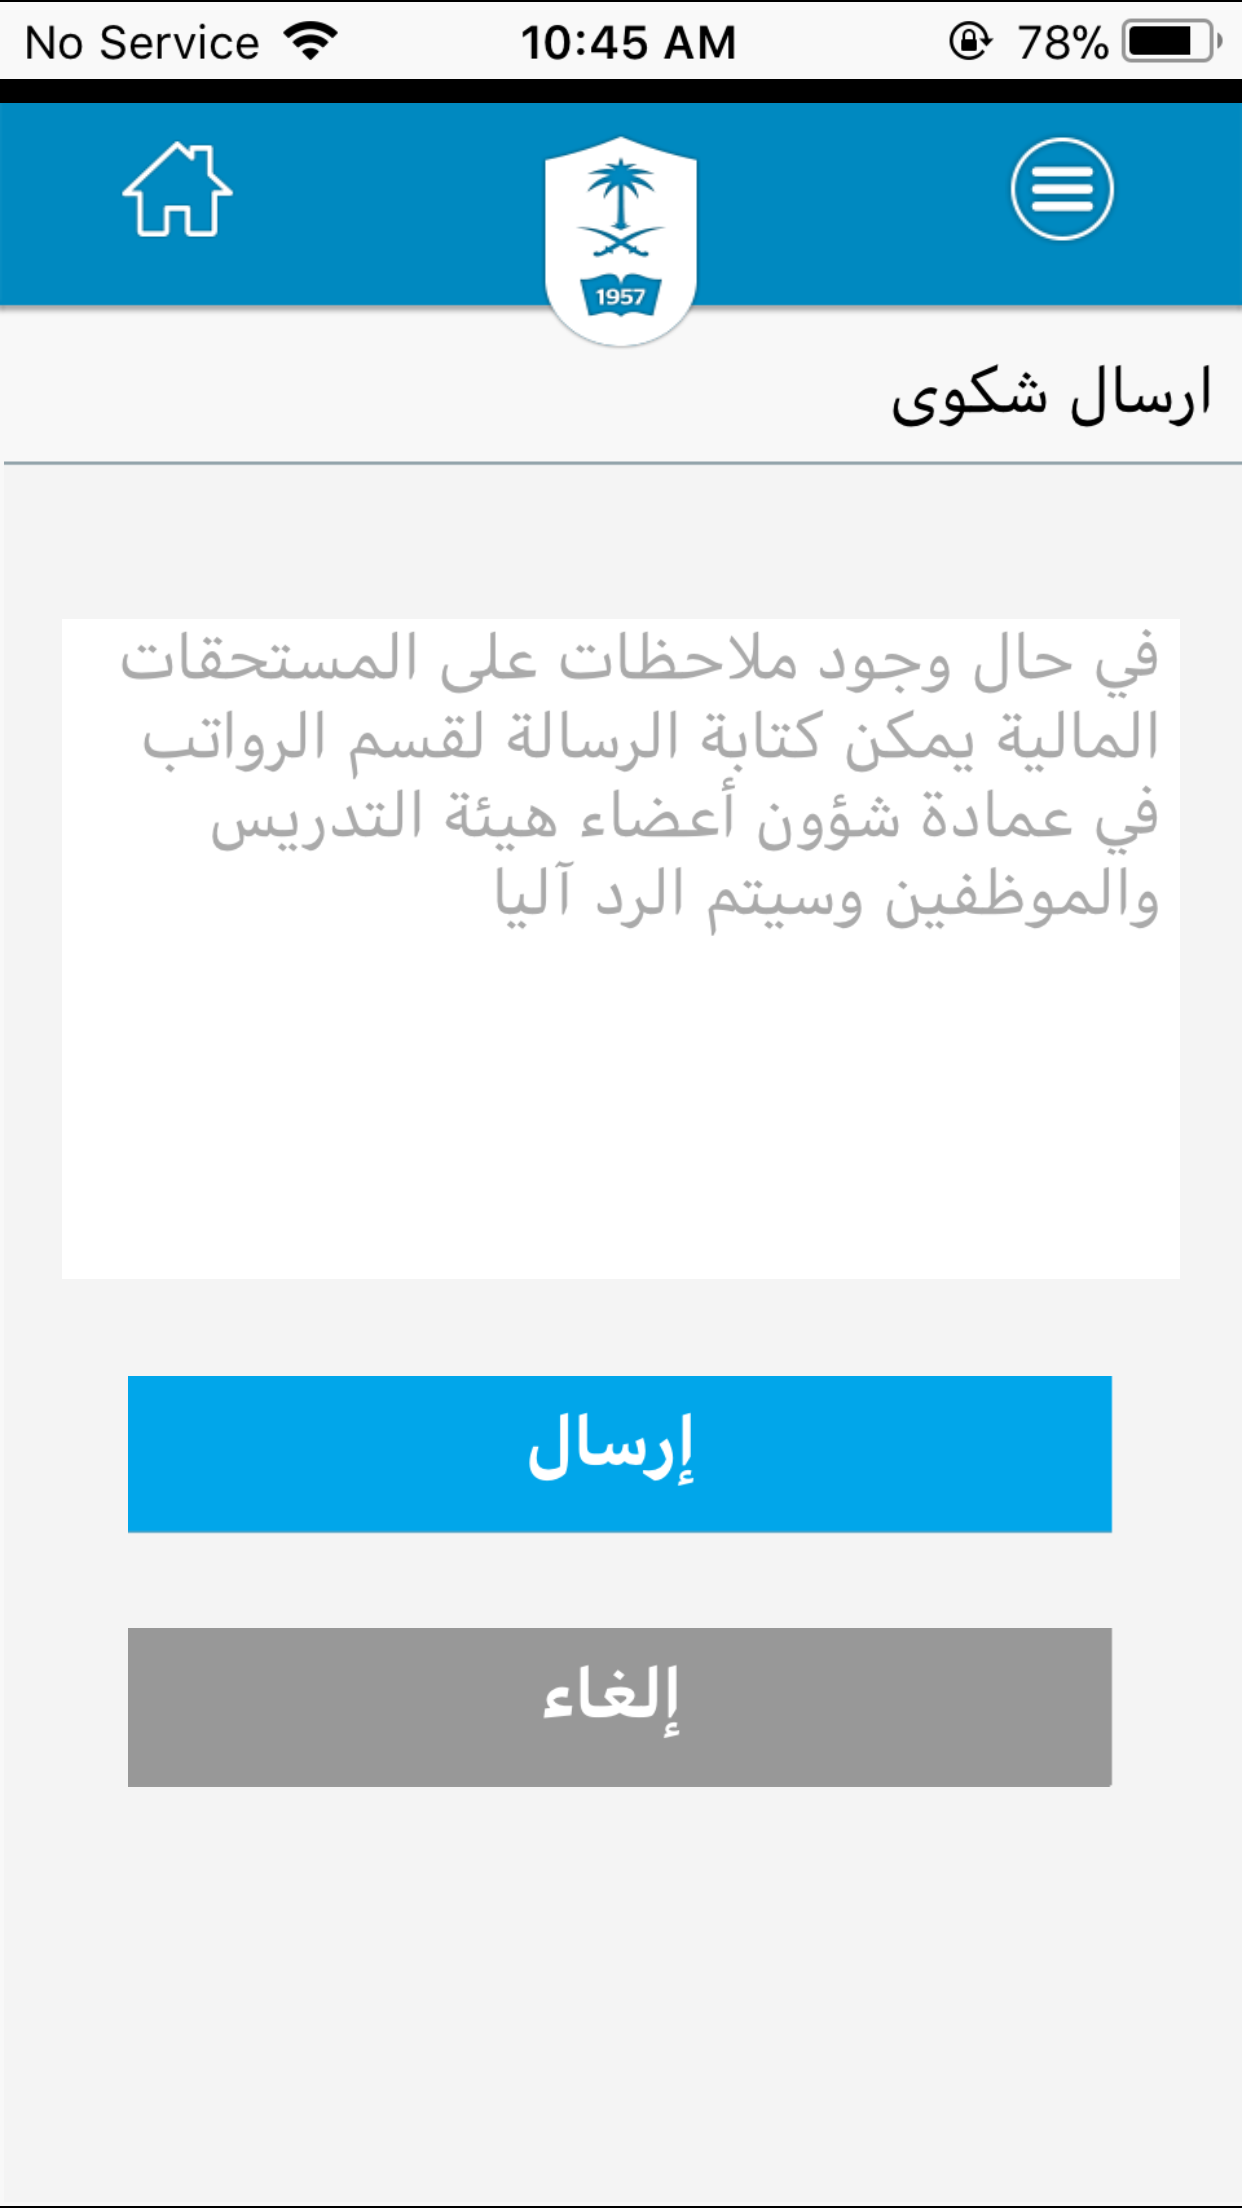 No Service 10:45 AM 78%
1957
ارسال شكوى
في حال وجود ملاحظات على المستحقات
المالية يمكن كتابة الرسالة لقسم الرواتب
في عمادة شؤون أعضاء هيئة التدريس
والموظفين وسيتم الرد آليا
إرسال
إلغاء